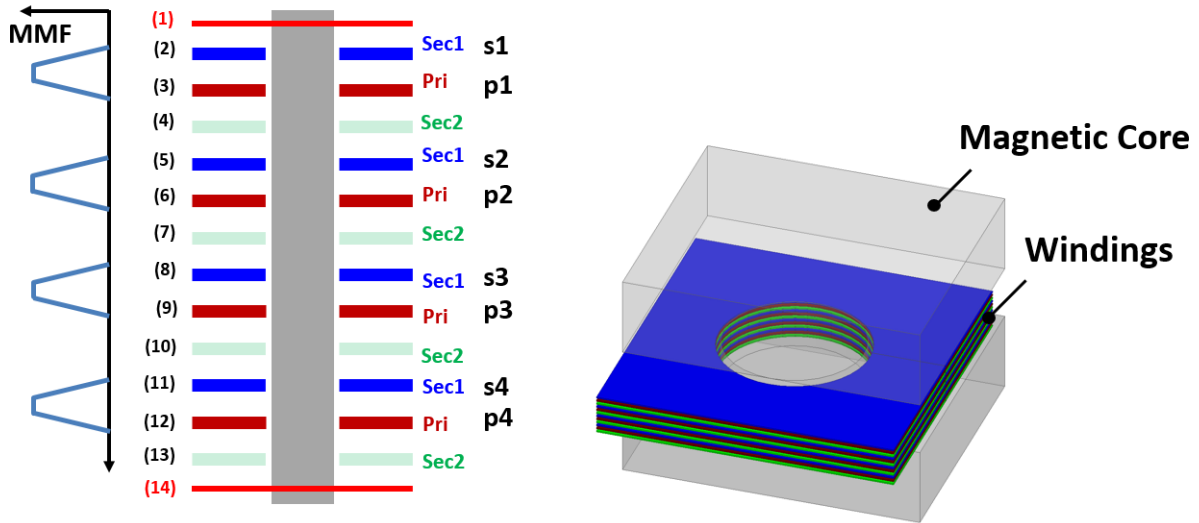 MMF
(1)
(2) Sec1 s1
(3) Pri p1
(4) Sec2
(5) Sec1 s2
(6) Pri p2
(7) Sec2
(8) Sec1 s3
(9) Pri p3
(10) Sec2
(11) Sec1 s4
(12) Pri p4
(13) Sec2
(14)
Magnetic Core
Windings